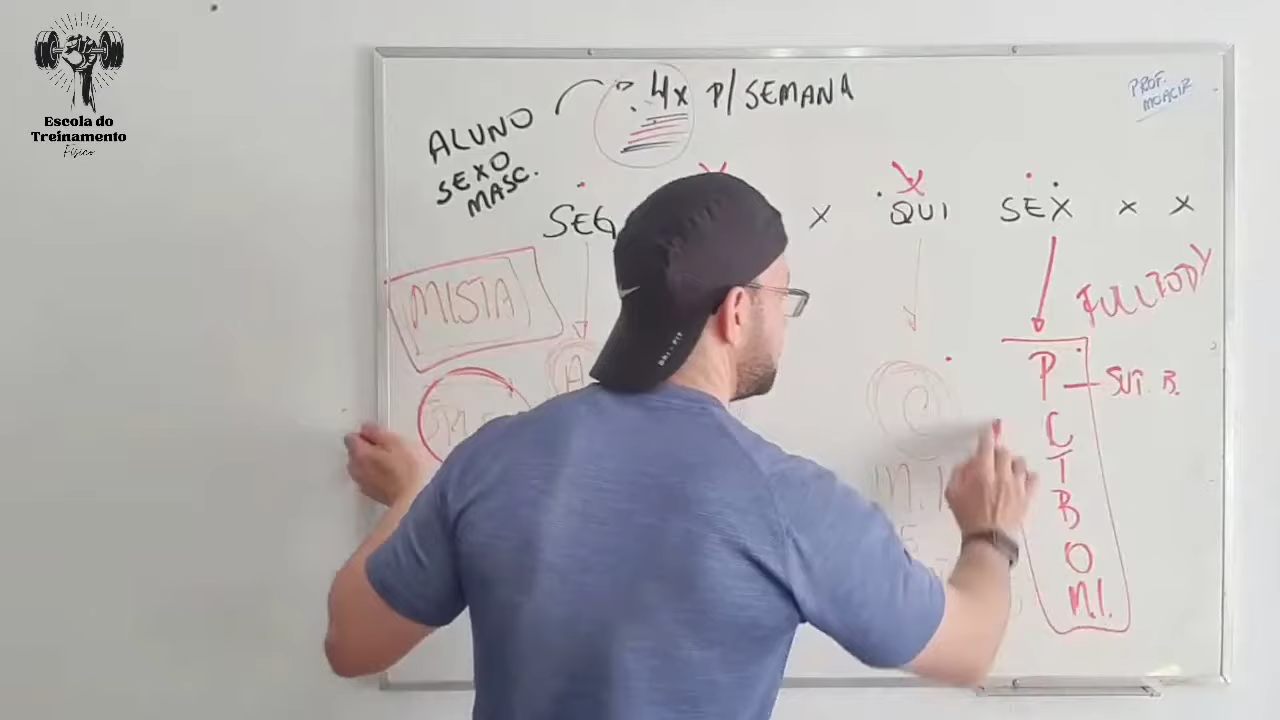 Escola do
Treinamento
Físico
4x P/ SEMANA
PROF.
MOACIR
ALUNO
SEXO
MASC.
SEG
X
QUI
SEX
X
X
MISTA
FULLBODY
A
P
SUP. B.
C
C
T
M.I.
B
O
M.I.